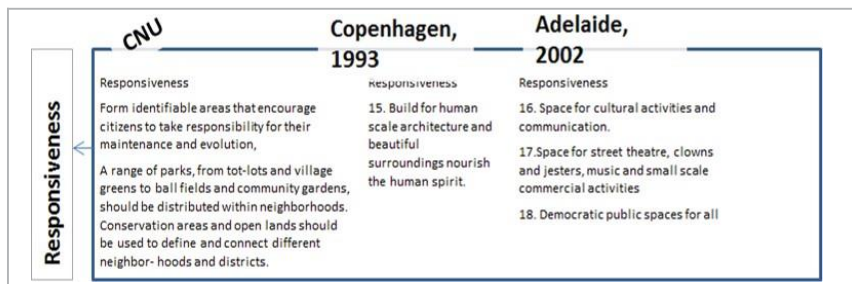 Responsiveness
CNU
Responsiveness
Form identifiable areas that encourage
citizens to take responsibility for their
maintenance and evolution,
A range of parks, from tot-lots and village
greens to ball fields and community gardens,
should be distributed within neighborhoods.
Conservation areas and open lands should
be used to define and connect different
neighbor- hoods and districts.
Copenhagen,
1993
Responsiveness
15. Build for human
scale architecture and
beautiful
surroundings nourish
the human spirit.
Adelaide,
2002
Responsiveness
16. Space for cultural activities and
communication.
17.Space for street theatre, clowns
and jesters, music and small scale
commercial activities
18. Democratic public spaces for all